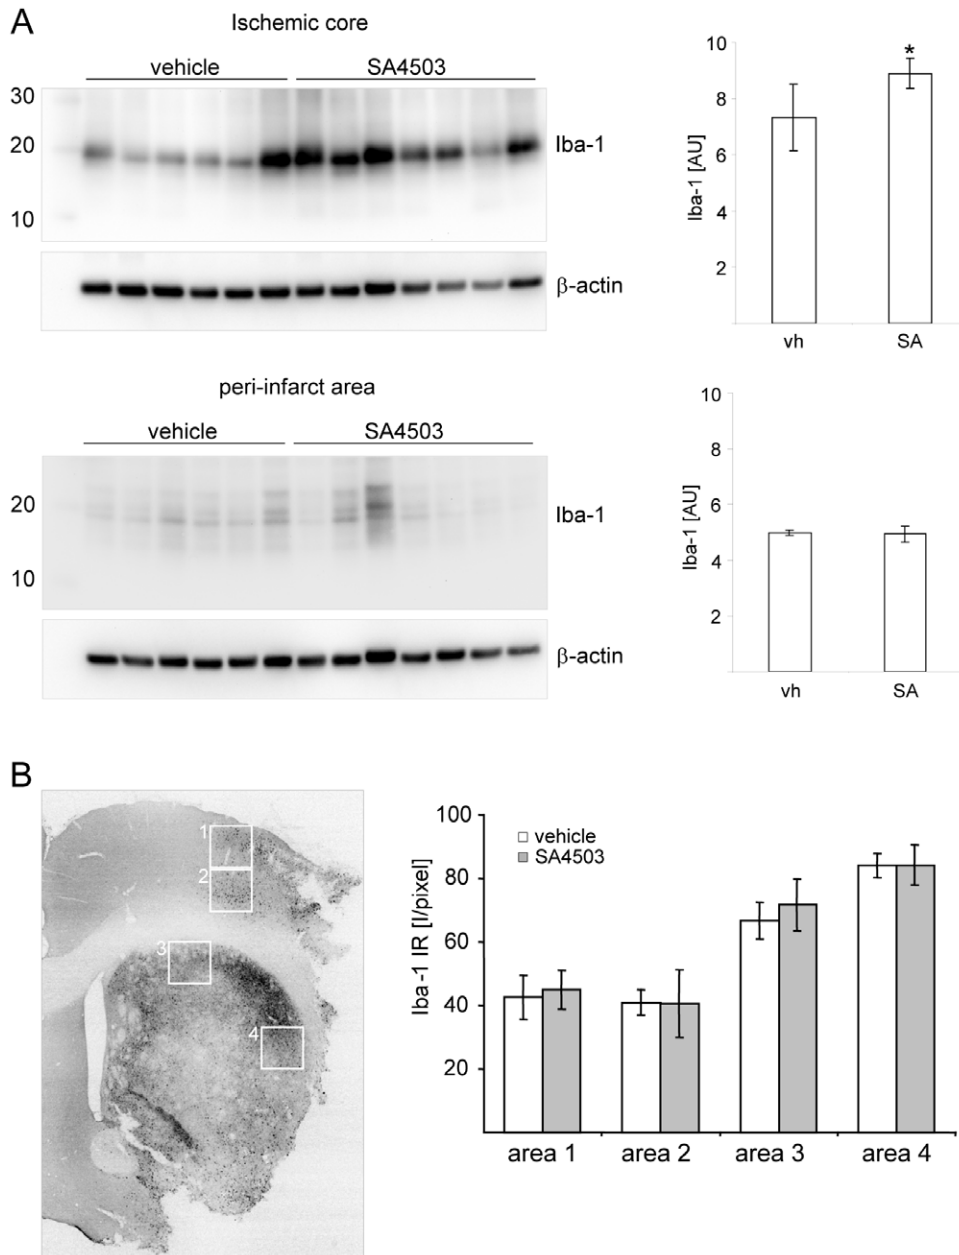 A
Ischemic core
vehicle SA4503
30
20
10
Iba-1
β-actin
10
8
6
4
2
Iba-1 [AU]
*
vh SA
peri-infarct area
vehicle SA4503
20
10
Iba-1
β-actin
10
8
6
4
2
Iba-1 [AU]
vh SA
B
1
2
3
4
100
80
60
40
20
Iba-1 IR [I/pixel]
vehicle
SA4503
area 1 area 2 area 3 area 4